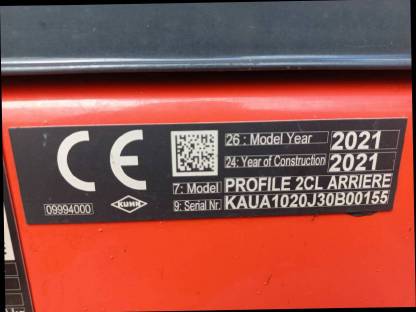 CE
26: Model Year 2021
24: Year of Construction 2021
7: Model PROFILE 2CL ARRIERE
9: Serial Nr. KAUA1020J30B00155
09994000
KUHN